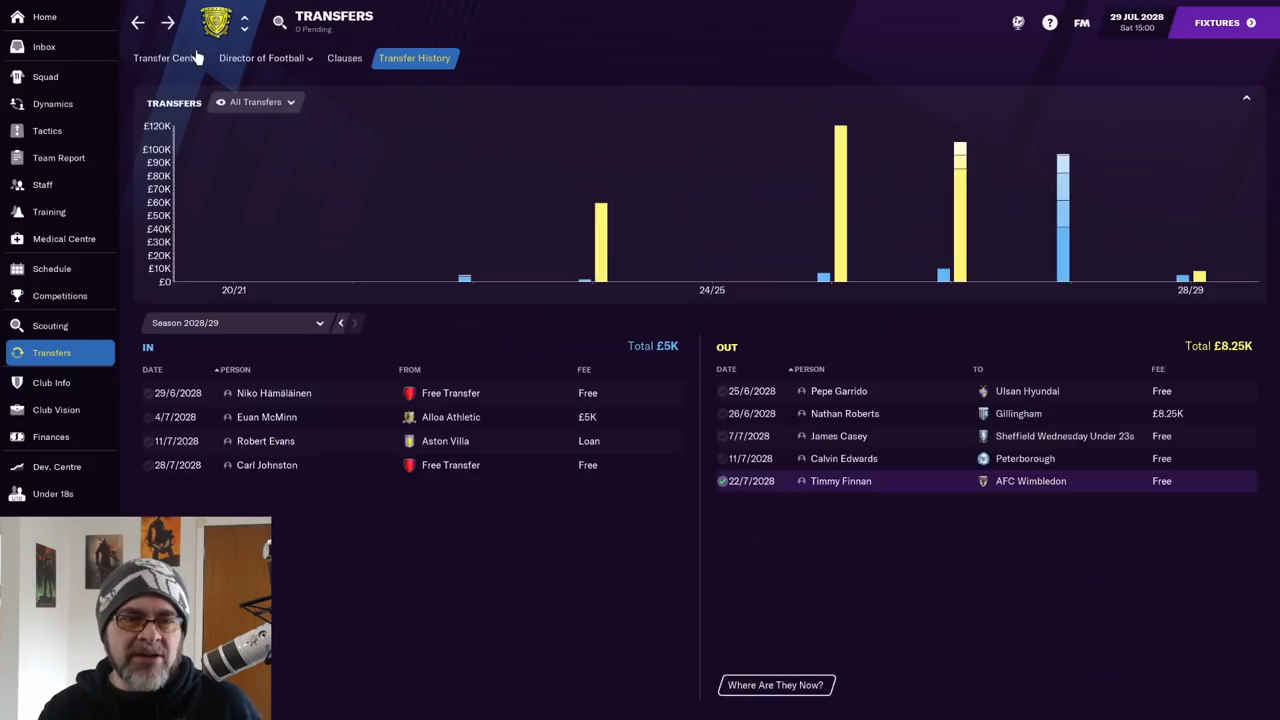 Home
Inbox
Squad
Dynamics
Tactics
Team Report
Staff
Training
Medical Centre
Schedule
Competitions
Scouting
Transfers
Club Info
Club Vision
Finances
Dev. Centre
Under 18s
TRANSFERS
0 Pending
FM
29 JUL 2028
Sat 15:00
FIXTURES
Director of Football
Clauses
Transfer History
TRANSFERS
All Transfers
£120K
£100K
£90K
£80K
£70K
£60K
£50K
£40K
£30K
£20K
£10K
£0
20/21
24/25
28/29
Season 2028/29
IN
Total £5K
DATE PERSON FROM FEE
29/6/2028 Niko Hämäläinen Free Transfer Free
4/7/2028 Euan McMinn Alloa Athletic £5K
11/7/2028 Robert Evans Aston Villa Loan
28/7/2028 Carl Johnston Free Transfer Free
OUT
Total £8.25K
DATE PERSON TO FEE
25/6/2028 Pepe Garrido Ulsan Hyundai Free
26/6/2028 Nathan Roberts Gillingham £8.25K
7/7/2028 James Casey Sheffield Wednesday Under 23s Free
11/7/2028 Calvin Edwards Peterborough Free
22/7/2028 Timmy Finnan AFC Wimbledon Free
Where Are They Now?